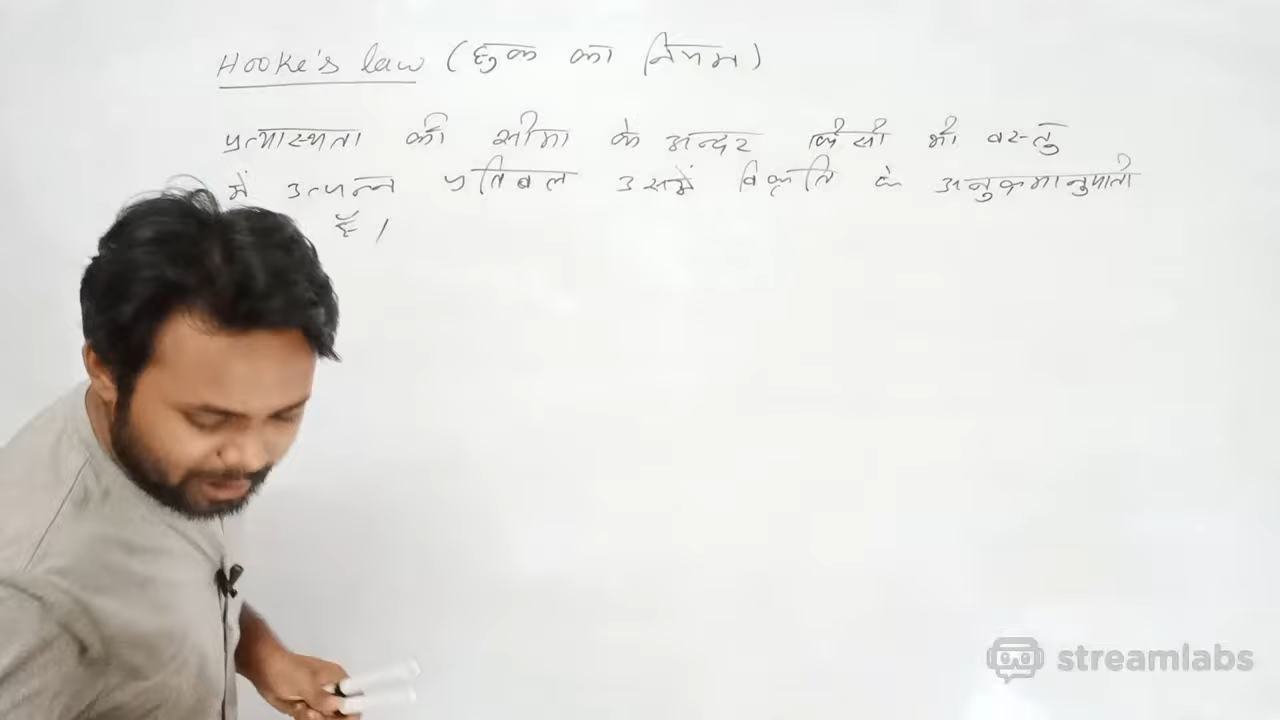 Hooke's law (हुक का नियम)
प्रत्यास्थता की सीमा के अन्दर किसी भी वस्तु
में उत्पन्न प्रतिबल उसमें विकृति के अनुक्रमानुपाती
है।
streamlabs